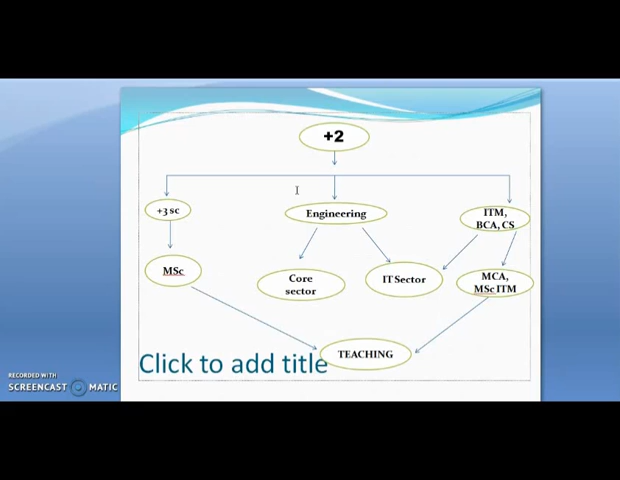 +2
+3 sc
Engineering
ITM,
BCA, CS
MSc
Core
sector
IT Sector
MCA,
MSc ITM
TEACHING
Click to add title
RECORDED WITH
SCREENCAST MATIC